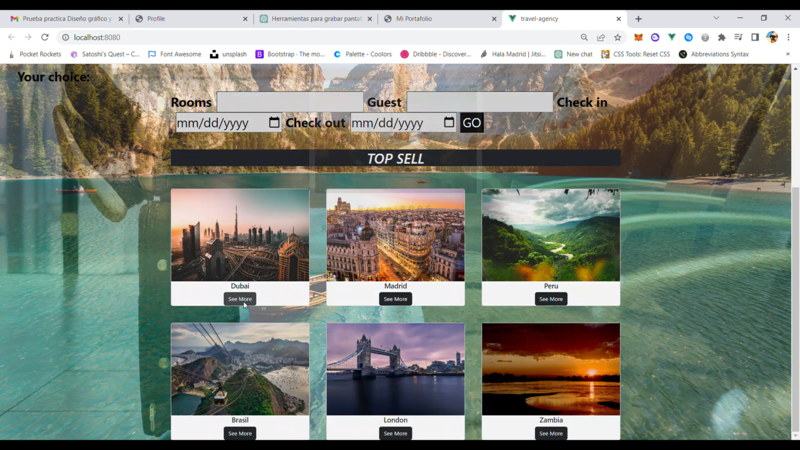 Prueba practica Diseño gráfico y
Profile
Herramientas para grabar pantall
Mi Portafolio
travel-agency
localhost:8080
Pocket Rockets
Satoshi's Quest – C...
Font Awesome
unsplash
Bootstrap · The mo...
Palette - Coolors
Dribbble - Discover...
Hala Madrid | Jitsi...
New chat
CSS Tools: Reset CSS
Abbreviations Syntax
Your choice:
Rooms Guest Check in
mm/dd/yyyy Check out mm/dd/yyyy GO
TOP SELL
Dubai
See More
Madrid
See More
Peru
See More
Brasil
See More
London
See More
Zambia
See More